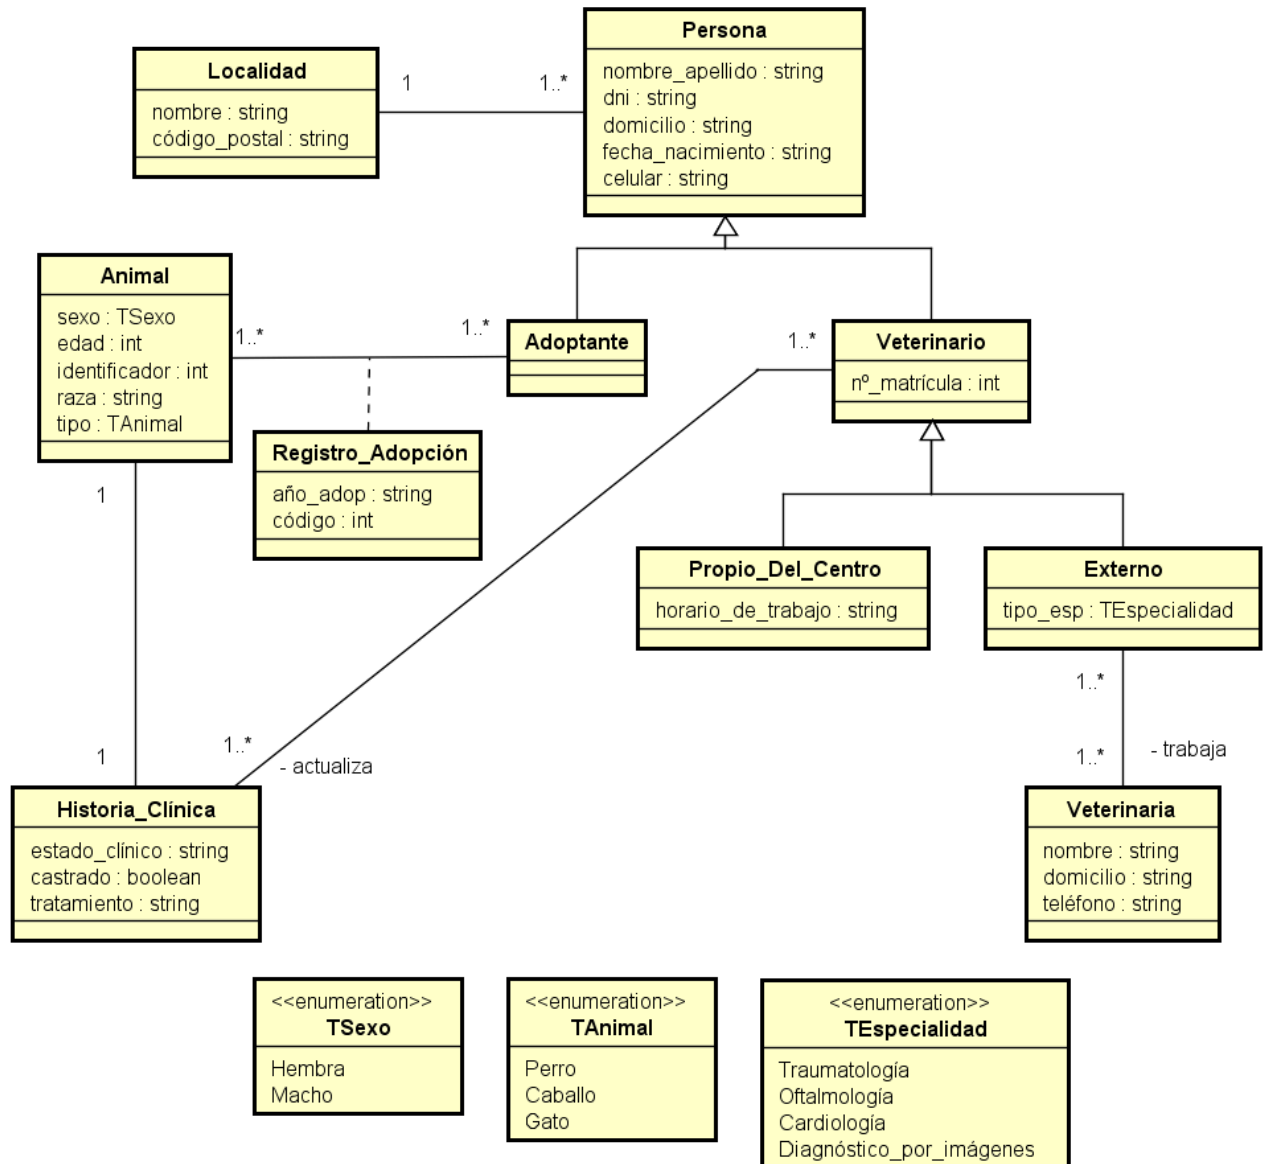 Persona
nombre_apellido : string
dni : string
domicilio : string
fecha_nacimiento : string
celular : string
Localidad
nombre : string
código_postal : string
1
1..*
Animal
sexo : TSexo
edad : int
identificador : int
raza : string
tipo : TAnimal
1..*
1..*
Adoptante
1..*
Veterinario
nº_matrícula : int
Registro_Adopción
año_adop : string
código : int
1
Propio_Del_Centro
horario_de_trabajo : string
Externo
tipo_esp : TEspecialidad
1..*
1
1..*
- actualiza
1..*
- trabaja
Historia_Clínica
estado_clínico : string
castrado : boolean
tratamiento : string
Veterinaria
nombre : string
domicilio : string
teléfono : string
<<enumeration>>
TSexo
Hembra
Macho
<<enumeration>>
TAnimal
Perro
Caballo
Gato
<<enumeration>>
TEspecialidad
Traumatología
Oftalmología
Cardiología
Diagnóstico_por_imágenes